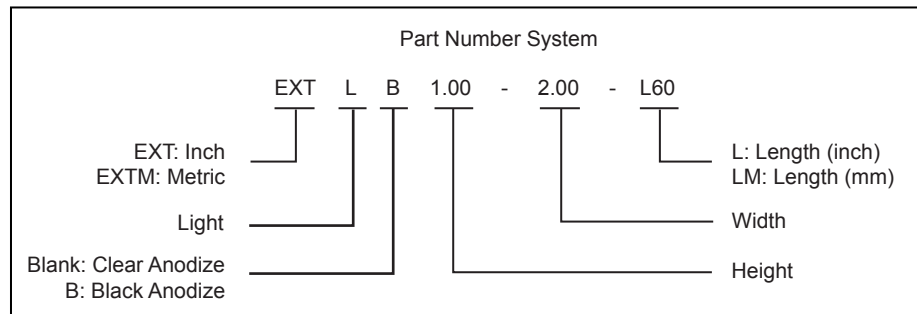 Part Number System
EXT L B 1.00 - 2.00 - L60
EXT: Inch
EXTM: Metric
L: Length (inch)
LM: Length (mm)
Light
Width
Blank: Clear Anodize
B: Black Anodize
Height